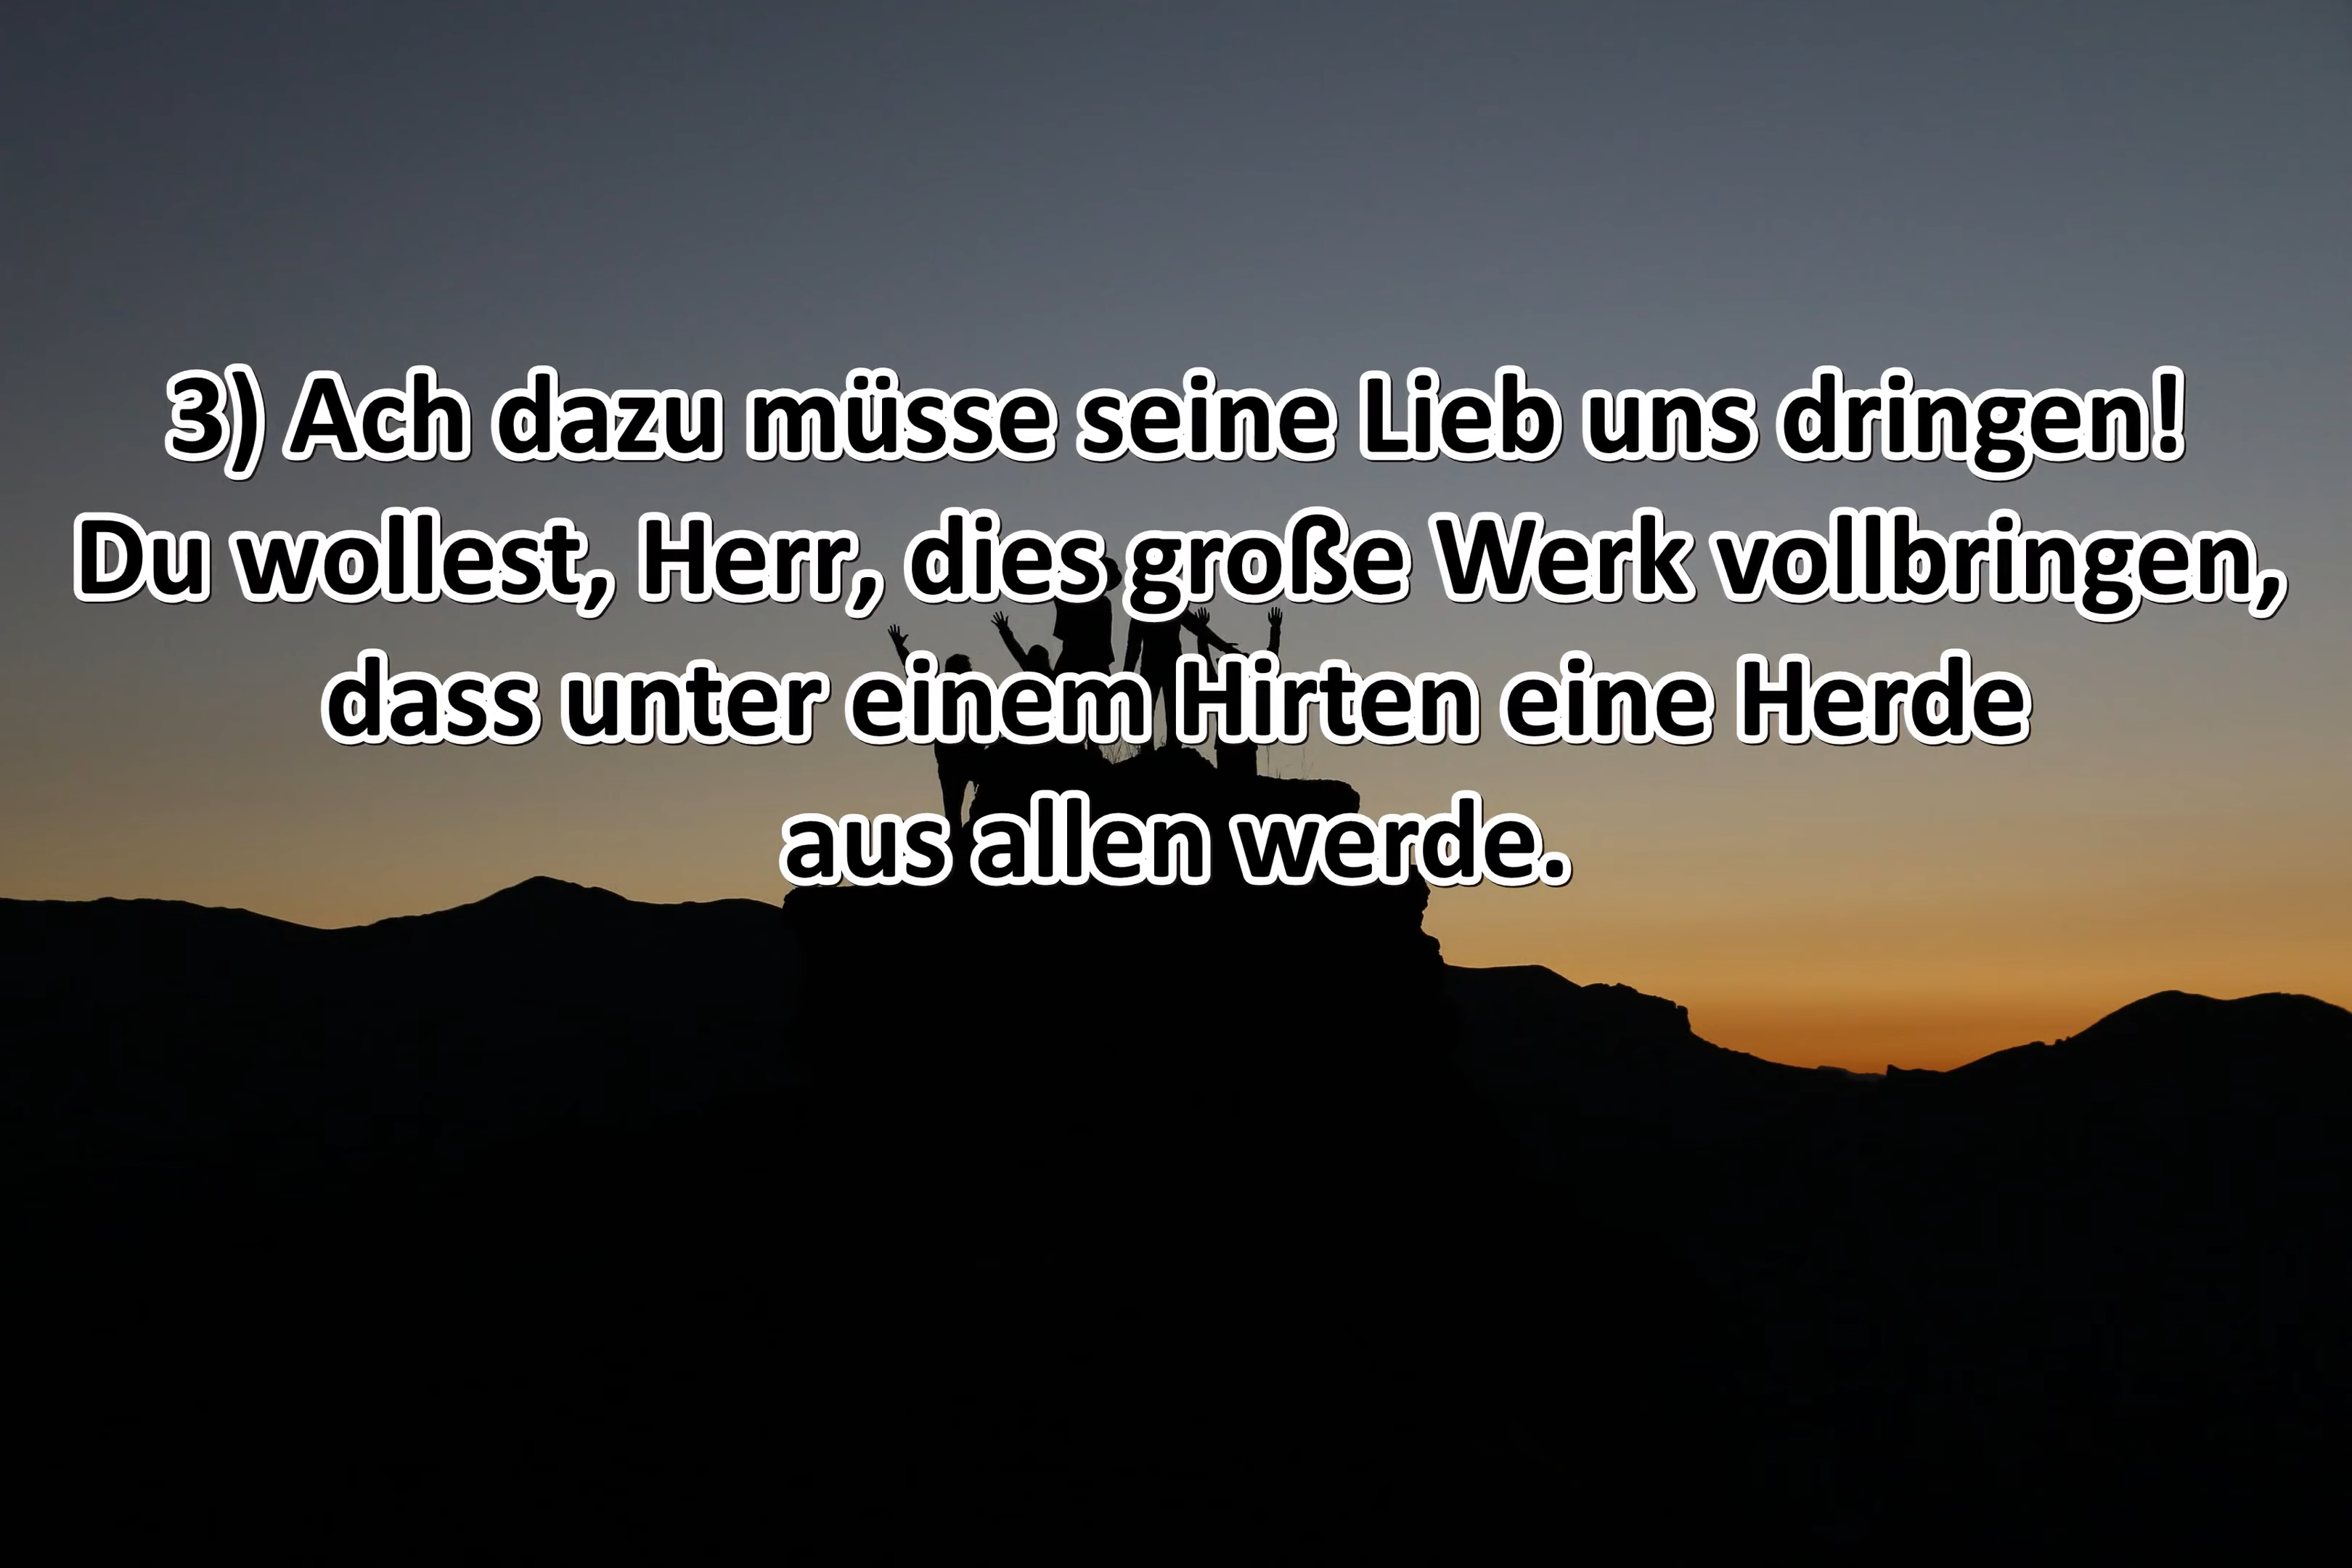 3) Ach dazu müsse seine Lieb uns dringen!
Du wollest, Herr, dies große Werk vollbringen,
dass unter einem Hirten eine Herde
aus allen werde.